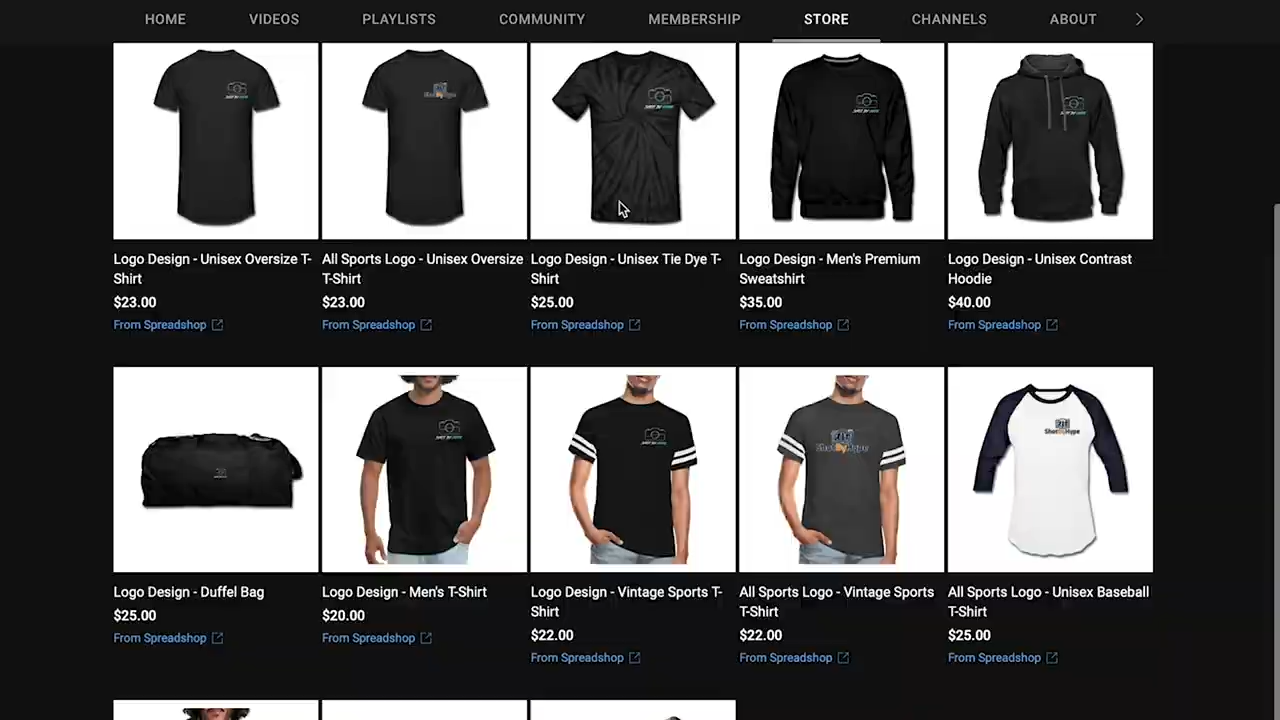 HOME VIDEOS PLAYLISTS COMMUNITY MEMBERSHIP STORE CHANNELS ABOUT
Logo Design - Unisex Oversize T-
Shirt
$23.00
From Spreadshop
All Sports Logo - Unisex Oversize
T-Shirt
$23.00
From Spreadshop
Logo Design - Unisex Tie Dye T-
Shirt
$25.00
From Spreadshop
Logo Design - Men's Premium
Sweatshirt
$35.00
From Spreadshop
Logo Design - Unisex Contrast
Hoodie
$40.00
From Spreadshop
Logo Design - Duffel Bag
$25.00
From Spreadshop
Logo Design - Men's T-Shirt
$20.00
From Spreadshop
Logo Design - Vintage Sports T-
Shirt
$22.00
From Spreadshop
ShotByHype
All Sports Logo - Vintage Sports
T-Shirt
$22.00
From Spreadshop
ShotByHype
All Sports Logo - Unisex Baseball
T-Shirt
$25.00
From Spreadshop